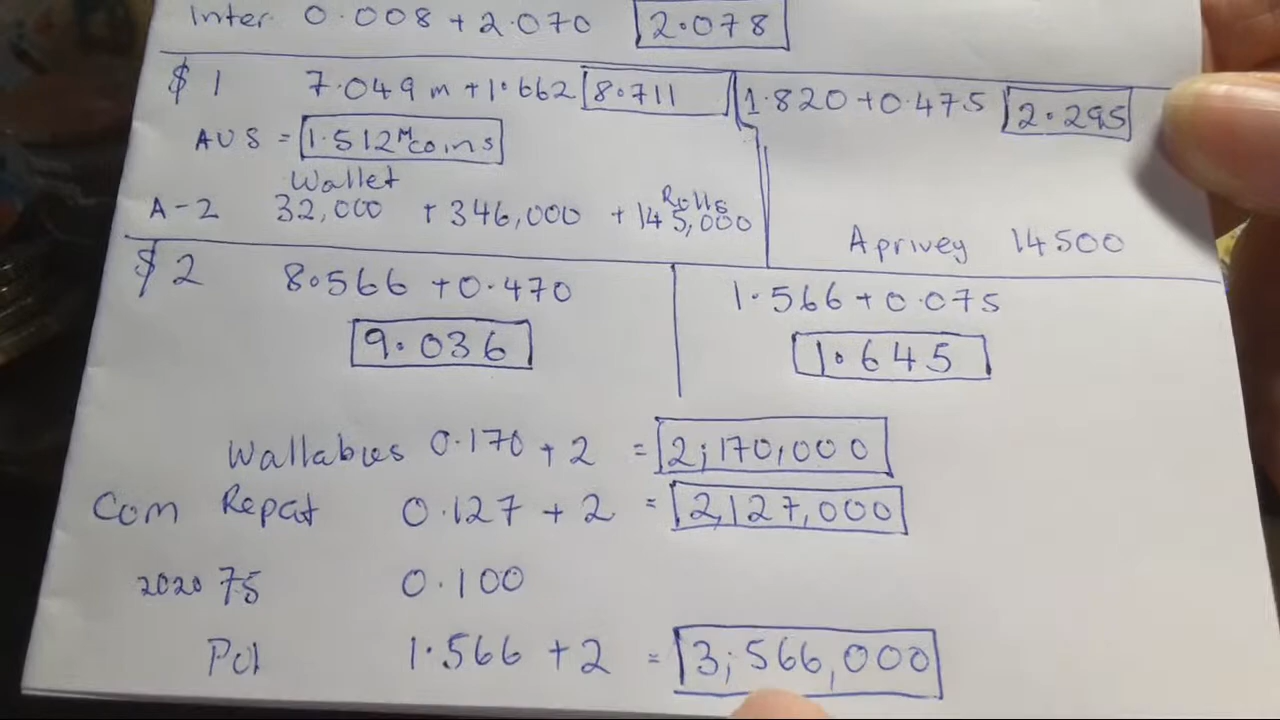 Inter 0.008 + 2.070 2.078
$ 1 7.049 m + 1.662 8.711 1.820 + 0.475 2.295
AUS = 1.512 M coins
Wallet Rolls
A-2 32,000 + 346,000 + 145,000
Aprivey 14500
$ 2 8.566 + 0.470 1.566 + 0.075
9.036 1.645
Wallabies 0.170 + 2 = 2,170,000
Com Repat 0.127 + 2 = 2,127,000
2020 75 0.100
Pol 1.566 + 2 = 3,566,000